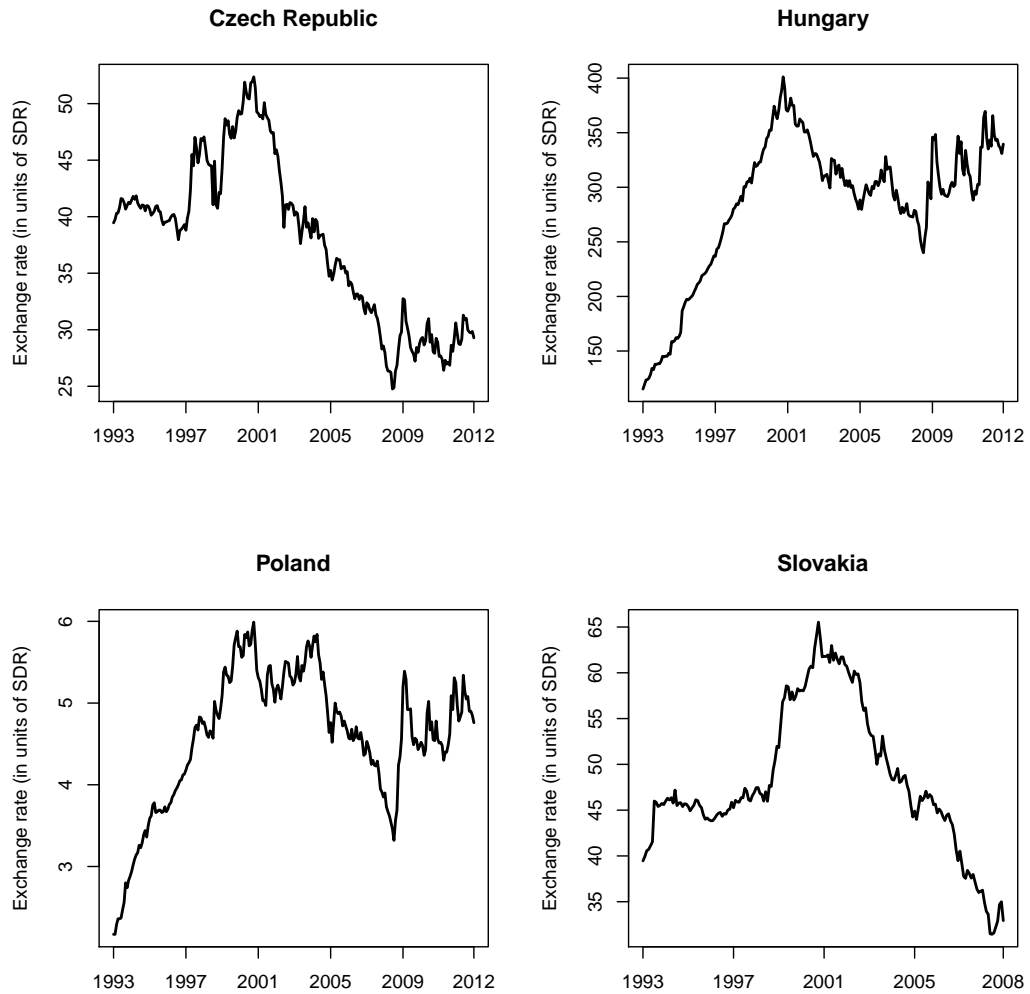 Czech Republic
Exchange rate (in units of SDR)
50
45
40
35
30
25
1993 1997 2001 2005 2009 2012
Hungary
Exchange rate (in units of SDR)
400
350
300
250
200
150
1993 1997 2001 2005 2009 2012
Poland
Exchange rate (in units of SDR)
6
5
4
3
1993 1997 2001 2005 2009 2012
Slovakia
Exchange rate (in units of SDR)
65
60
55
50
45
40
35
1993 1997 2001 2005 2008